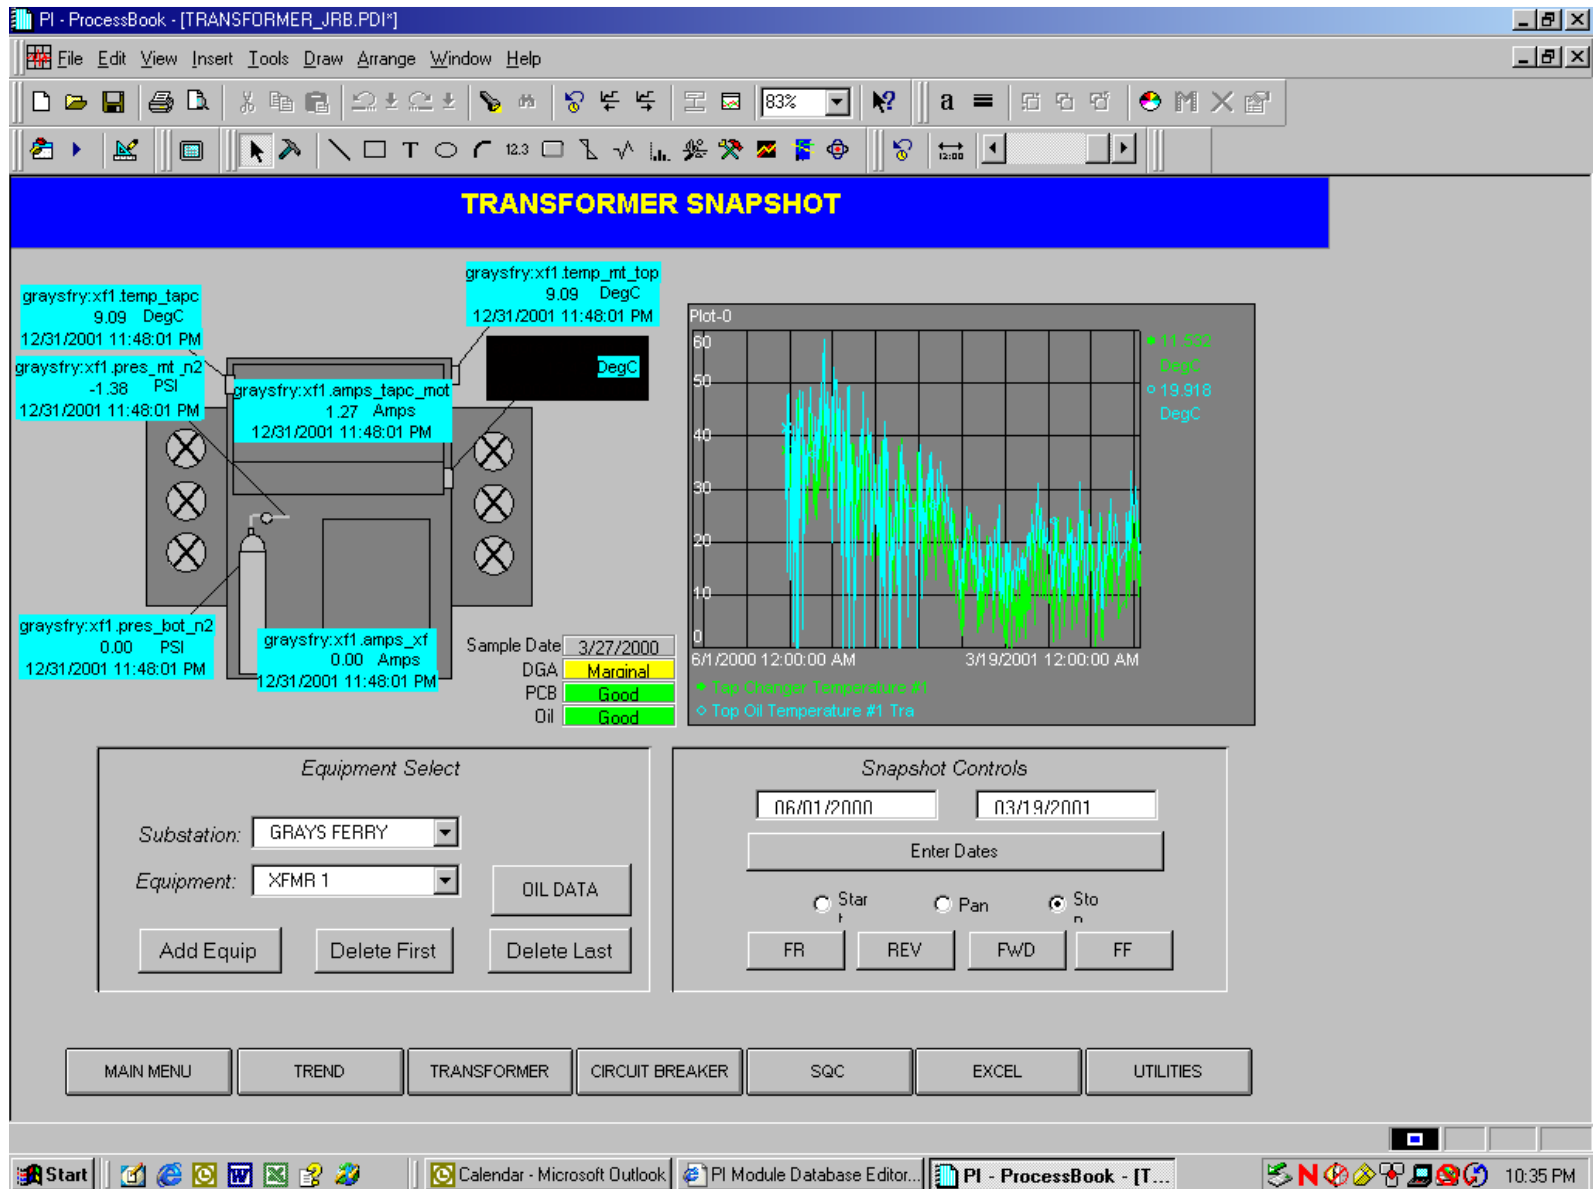 PI - ProcessBook - [TRANSFORMER_JRB.PDI*]
File Edit View Insert Tools Draw Arrange Window Help
83%
a
T
12.3
12:00
TRANSFORMER SNAPSHOT
graysfry:xf1.temp_tapc
9.09 DegC
12/31/2001 11:48:01 PM
graysfry:xf1.temp_mt_top
9.09 DegC
12/31/2001 11:48:01 PM
graysfry:xf1.pres_mt_n2
-1.38 PSI
12/31/2001 11:48:01 PM
graysfry:xf1.amps_tapc_mot
1.27 Amps
12/31/2001 11:48:01 PM
DegC
graysfry:xf1.pres_bot_n2
0.00 PSI
12/31/2001 11:48:01 PM
graysfry:xf1.amps_xf
0.00 Amps
12/31/2001 11:48:01 PM
Sample Date 3/27/2000
DGA Marginal
PCB Good
Oil Good
Plot-0
60
50
40
30
20
10
0
11.532
DegC
19.918
DegC
6/1/2000 12:00:00 AM 3/19/2001 12:00:00 AM
Tap Changer Temperature #1
Top Oil Temperature #1 Tra
Equipment Select
Substation: GRAYS FERRY
Equipment: XFMR 1
OIL DATA
Add Equip Delete First Delete Last
Snapshot Controls
06/01/2000 03/19/2001
Enter Dates
Start Pan Stop
FR REV FWD FF
MAIN MENU TREND TRANSFORMER CIRCUIT BREAKER SQC EXCEL UTILITIES
Start Calendar - Microsoft Outlook PI Module Database Editor... PI - ProcessBook - [T... 10:35 PM